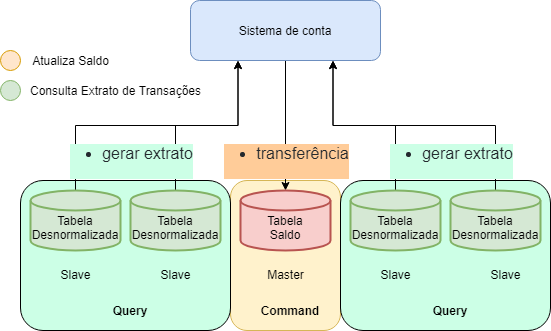 Sistema de conta
Atualiza Saldo
Consulta Extrato de Transações
• gerar extrato
• transferência
• gerar extrato
Tabela
Desnormalizada
Tabela
Desnormalizada
Tabela
Saldo
Tabela
Desnormalizada
Tabela
Desnormalizada
Slave
Slave
Master
Slave
Slave
Query
Command
Query